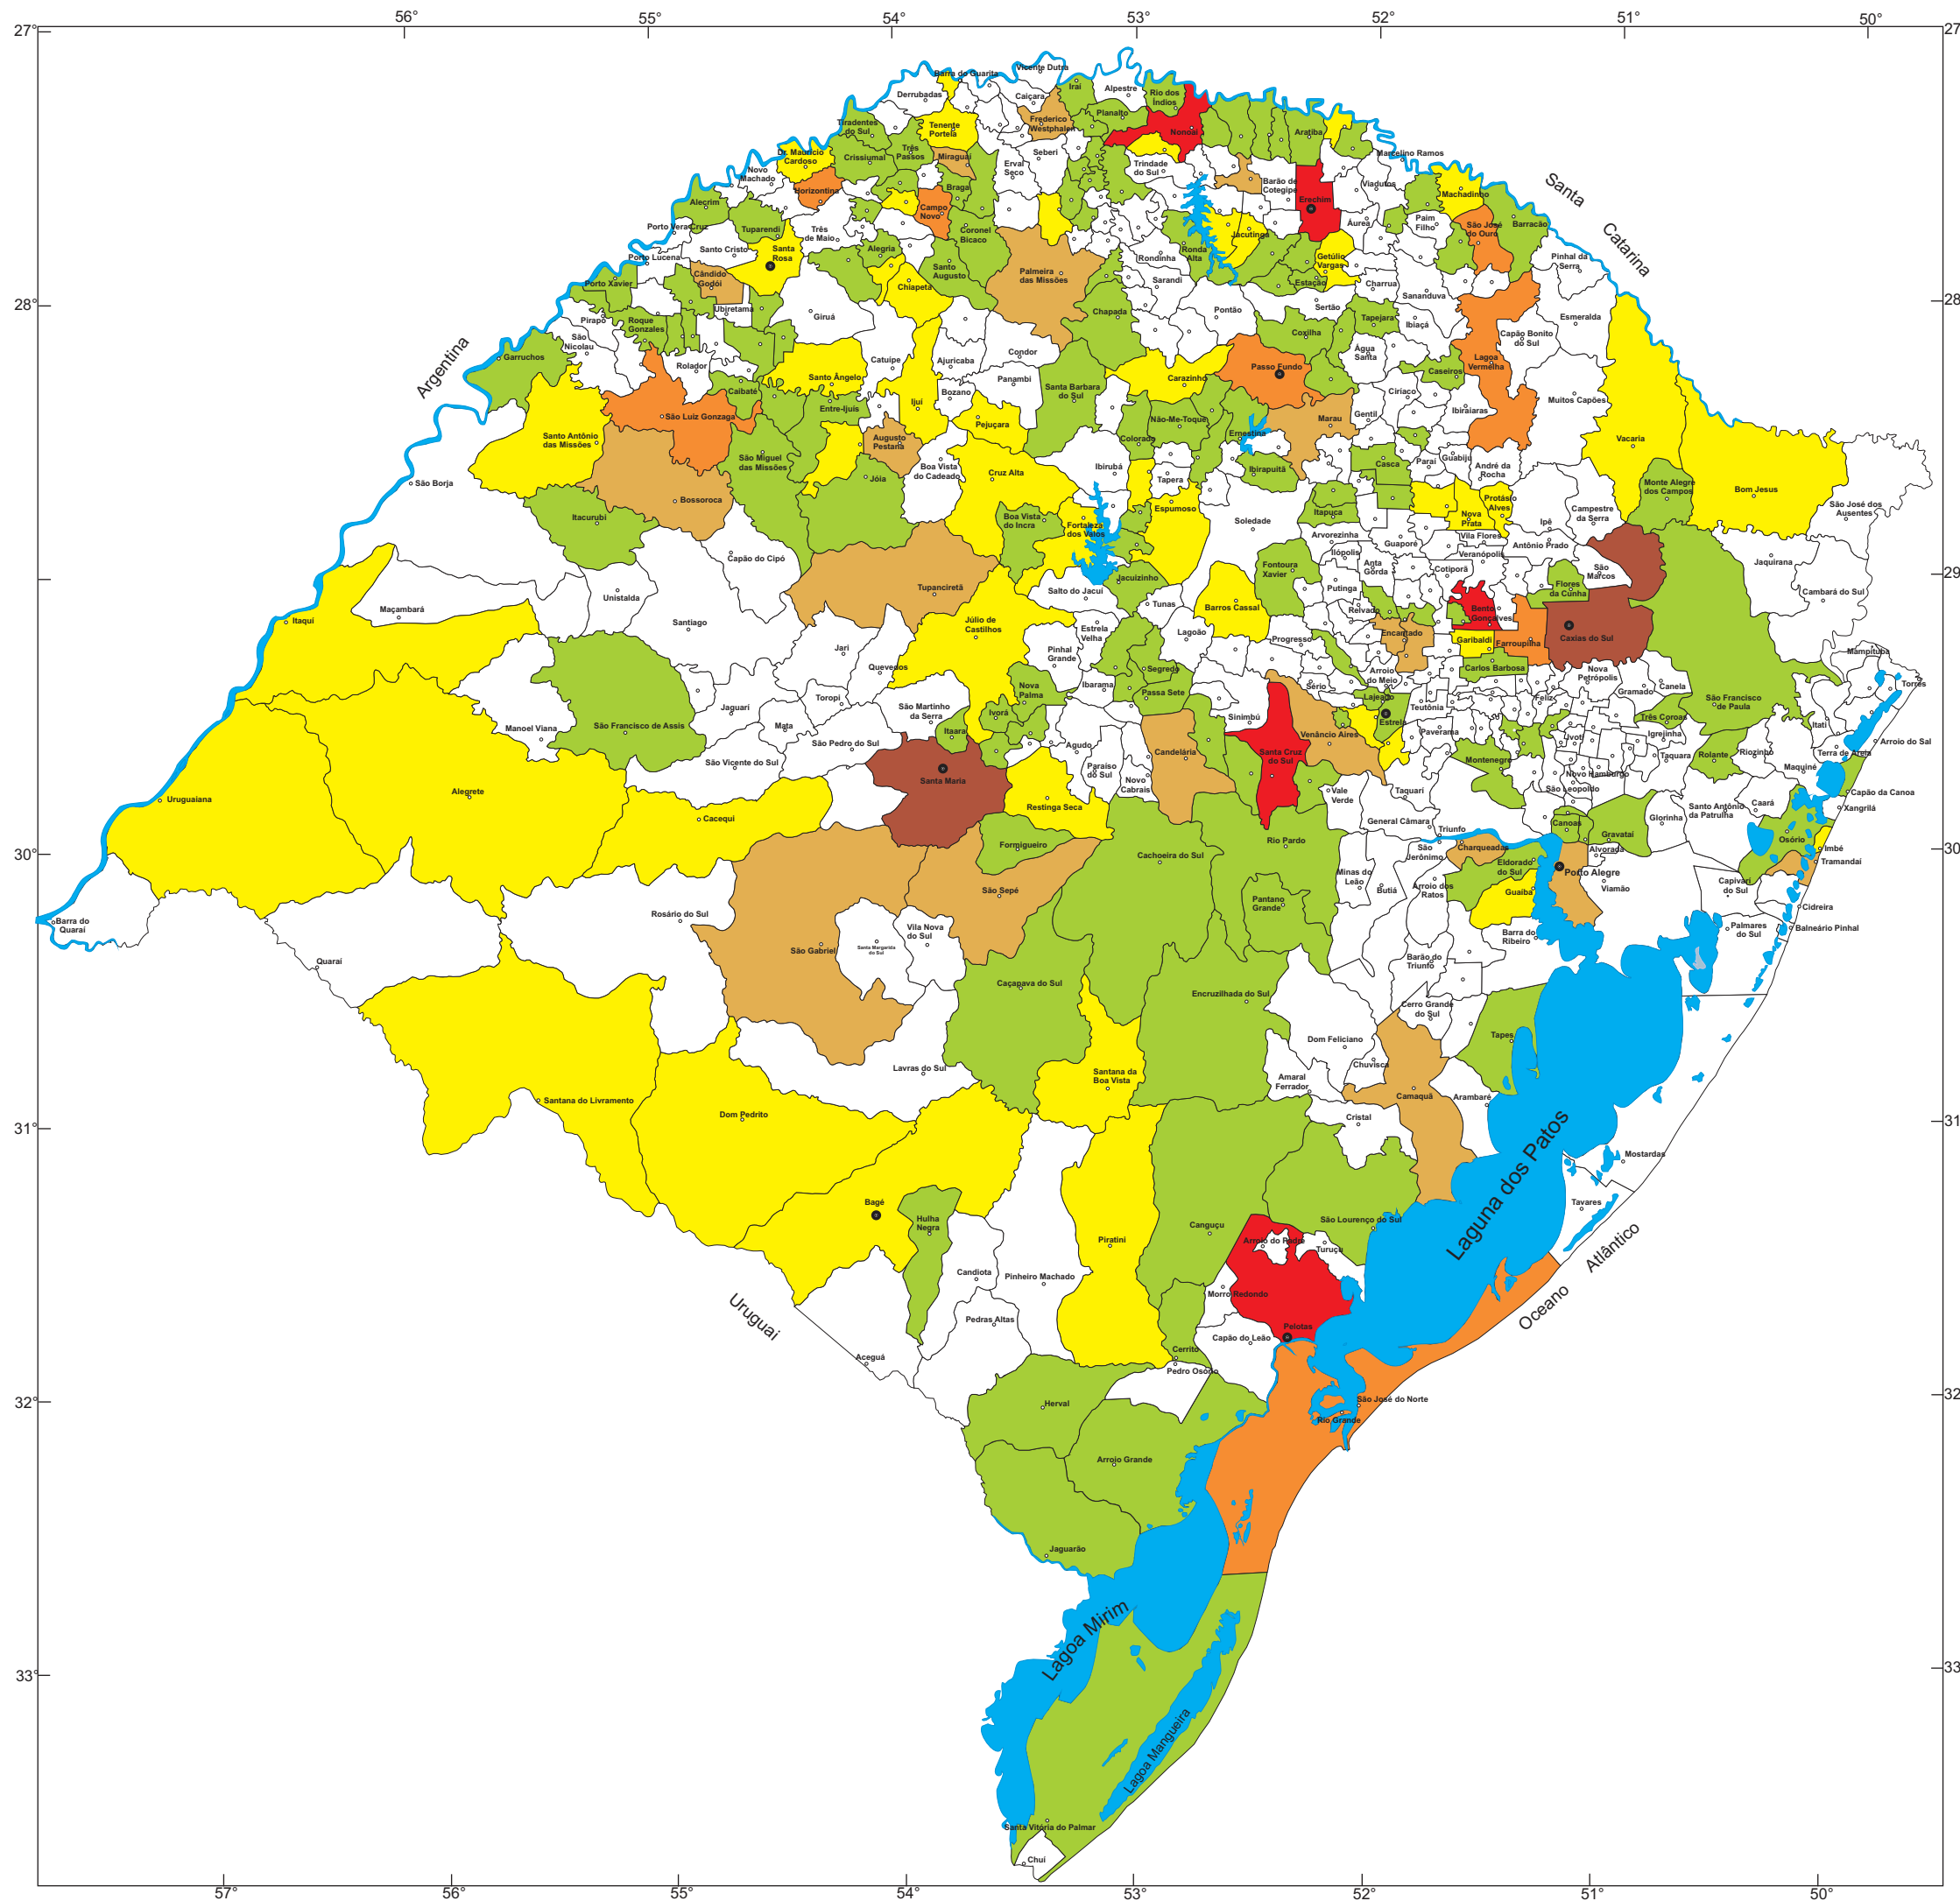 56°
55°
54°
53°
52°
51°
50°
27°
27
Barra do Guarita
Vicente Dutra
Derrubadas
Caiçara
Iraí
Alpestre
Rio dos
Índios
Planalto
Frederico
Westphalen
Nonoai
Aratiba
Tiradentes
do Sul
Tenente
Portela
Três
Passos
Crissiumal
Miraguaí
Seberi
Erval
Seco
Trindade
do Sul
Marcelino Ramos
Dr. Maurício
Cardoso
Novo
Machado
Horizontina
Campo
Novo
Braga
Barão de
Cotegipe
Erechim
Viadutos
Machadinho
Santa
Catarina
Alecrim
Porto Vera Cruz
Tuparendi
Três
de Maio
Coronel
Bicaco
Jacutinga
Áurea
Paim
Filho
São José
do Ouro
Barracão
Santo Cristo
Santa
Rosa
Alegria
Porto Lucena
Cândido
Godói
Santo
Augusto
Palmeira
das Missões
Rondinha
Ronda
Alta
Getúlio
Vargas
Pinhal da
Serra
Porto Xavier
Chiapeta
Sarandi
Estação
Charrua
Sananduva
28°
28
Pirapó
Roque
Gonzales
Ubiretama
Giruá
Chapada
Pontão
Sertão
Tapejara
Ibiaçá
Esmeralda
Capão Bonito
do Sul
Coxilha
Água
Santa
São
Nicolau
Garruchos
Argentina
Rolador
Catuipe
Ajuricaba
Condor
Passo Fundo
Caseiros
Lagoa
Vermelha
Caibaté
Santo Ângelo
Panambi
Bozano
Santa Barbara
do Sul
Carazinho
Ciríaco
Muitos Capões
São Luiz Gonzaga
Entre-Ijuís
Ijuí
Pejuçara
Não-Me-Toque
Marau
Gentil
Ibiraiaras
Santo Antônio
das Missões
Augusto
Pestana
Colorado
Ernestina
Vacaria
São Miguel
das Missões
Boa Vista
do Cadeado
Cruz Alta
Ibirubá
Tapera
Ibirapuitã
Casca
Paraí
Guabiju
André da
Rocha
São Borja
Jóia
Bossoroca
Monte Alegre
dos Campos
Bom Jesus
Itacurubi
Boa Vista
do Incra
Fortaleza
dos Valos
Espumoso
Soledade
Itapuca
Nova
Prata
Protásio
Alves
Ipê
Campestre
da Serra
São José dos
Ausentes
Capão do Cipó
Arvorezinha
Ilópolis
Guaporé
Vila Flores
Veranópolis
Antônio Prado
Jaquirana
29
Tupanciretã
Jacuizinho
Salto do Jacuí
Fontoura
Xavier
Anta
Gorda
Cotiporã
São
Marcos
Flores
da Cunha
Cambará do Sul
Unistalda
Maçambará
Itaqui
Santiago
Júlio de
Castilhos
Tunas
Barros Cassal
Putinga
Relvado
Bento
Gonçalves
Estrela
Velha
Lagoão
Progresso
Encantado
Garibaldi
Farroupilha
Caxias do Sul
Jari
Quevedos
Pinhal
Grande
Segredo
Carlos Barbosa
Nova
Petrópolis
Mampituba
Toropi
Nova
Palma
Ibarama
Passa Sete
Sério
Arroio
do Meio
Gramado
Canela
São Francisco
de Paula
Torres
Manoel Viana
São Francisco de Assis
Jaguari
Mata
São Martinho
da Serra
Ivorá
Sinimbú
Lajeado
Estrela
Teutônia
Feliz
Três Coroas
Itati
Itaara
Agudo
Candelária
Venâncio Aires
Paverama
Ivoti
Igrejinha
Arroio do Sal
São Pedro do Sul
Santa Cruz
do Sul
Taquara
Rolante
Riozinho
Terra de Areia
São Vicente do Sul
Santa Maria
Paraíso
do Sul
Novo
Cabrais
Montenegro
Novo Hamburgo
Maquiné
Uruguaiana
Alegrete
Restinga Seca
Vale
Verde
Taquari
São Leopoldo
Capão da Canoa
Cacequi
General Câmara
Triunfo
Canoas
Gravataí
Glorinha
Santo Antônio
da Patrulha
Caará
Xangrilá
30°
30
Formigueiro
Cachoeira do Sul
Rio Pardo
São
Jerônimo
Charqueadas
Alvorada
Osório
Imbé
Tramandaí
Minas do
Leão
Butiá
Arroio dos
Ratos
Eldorado
do Sul
Porto Alegre
Viamão
Capivari
do Sul
São Sepé
Pantano
Grande
Guaíba
Cidreira
Barra do
Quaraí
Rosário do Sul
Vila Nova
do Sul
Santa Margarida
do Sul
São Gabriel
Barra do
Ribeiro
Palmares
do Sul
Balneário Pinhal
Quaraí
Barão do
Triunfo
Caçapava do Sul
Encruzilhada do Sul
Cerro Grande
do Sul
Tapes
Dom Feliciano
Chuvisca
Lavras do Sul
Santana da
Boa Vista
Amaral
Ferrador
Camaquã
Arambaré
Santana do Livramento
Dom Pedrito
Cristal
31°
31
Laguna dos Patos
Mostardas
Tavares
Bagé
Hulha
Negra
Piratini
Canguçu
São Lourenço do Sul
Arroio do Padre
Turuçu
Oceano
Atlântico
Candiota
Pinheiro Machado
Morro Redondo
Uruguai
Pedras Altas
Pelotas
Capão do Leão
Aceguá
Cerrito
Pedro Osório
32°
32
Herval
São José do Norte
Rio Grande
Arroio Grande
Jaguarão
Lagoa Mirim
33°
33
Lagoa Mangueira
Santa Vitória do Palmar
Chuí
57°
56°
55°
54°
53°
52°
51°
50°